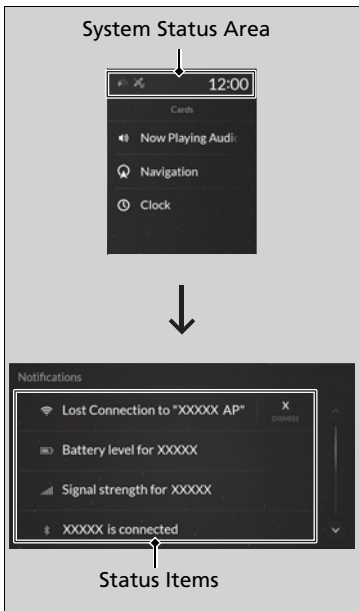 System Status Area
12:00
Cards
Now Playing Audi
Navigation
Clock
Notifications
Lost Connection to "XXXXX AP"
X
DISMISS
Battery level for XXXXX
Signal strength for XXXXX
XXXXX is connected
Status Items